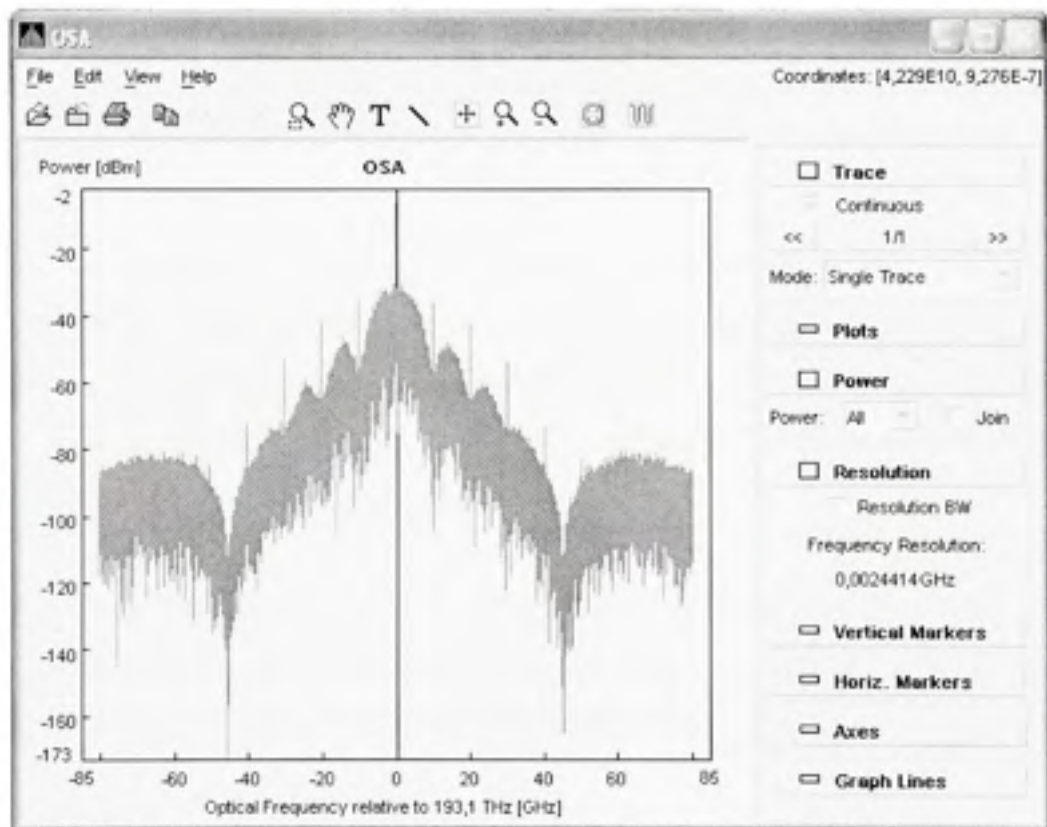 OSA
File Edit View Help
Coordinates: [4,229E10, 9,276E-7]
T
Power [dBm]
OSA
-2
-20
-40
-60
-80
-100
-120
-140
-160
-173
-85
-60
-40
-20
0
20
40
60
85
Optical Frequency relative to 193,1 THz [GHz]
Trace
Continuous
<< 1/1 >>
Mode: Single Trace
Plots
Power
Power: All Join
Resolution
Resolution BW
Frequency Resolution:
0,0024414GHz
Vertical Markers
Horiz. Markers
Axes
Graph Lines